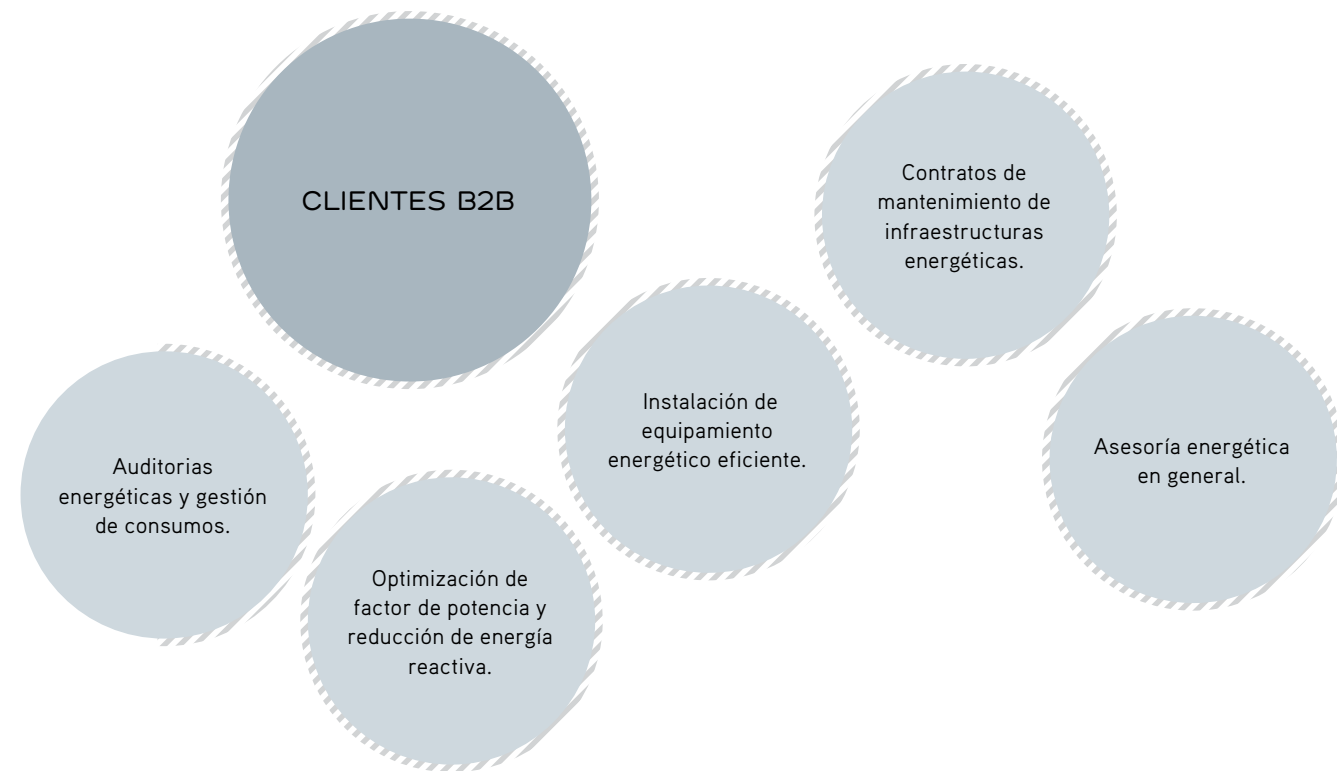 CLIENTES B2B
Auditorias
energéticas y gestión
de consumos.
Optimización de
factor de potencia y
reducción de energía
reactiva.
Instalación de
equipamiento
energético eficiente.
Contratos de
mantenimiento de
infraestructuras
energéticas.
Asesoría energética
en general.